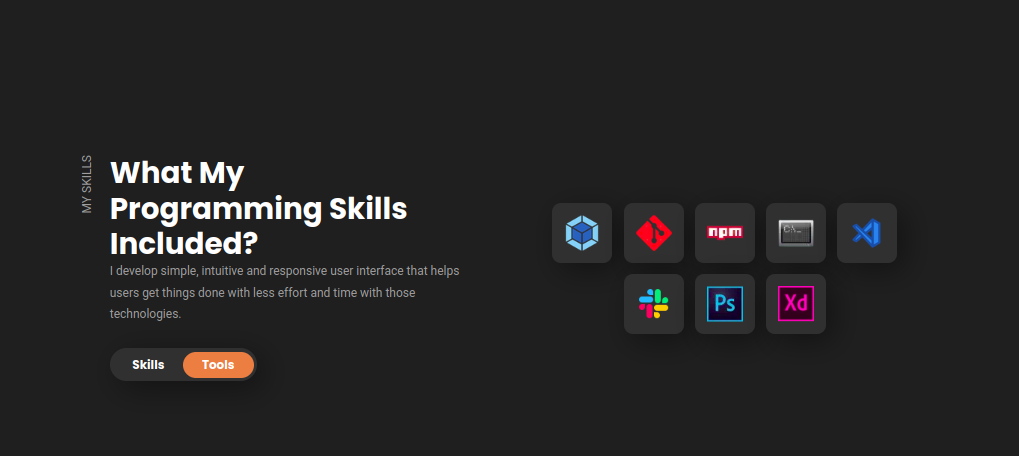 MY SKILLS
What My
Programming Skills
Included?
I develop simple, intuitive and responsive user interface that helps
users get things done with less effort and time with those
technologies.
Skills Tools
npm
C:\_
Ps
Xd